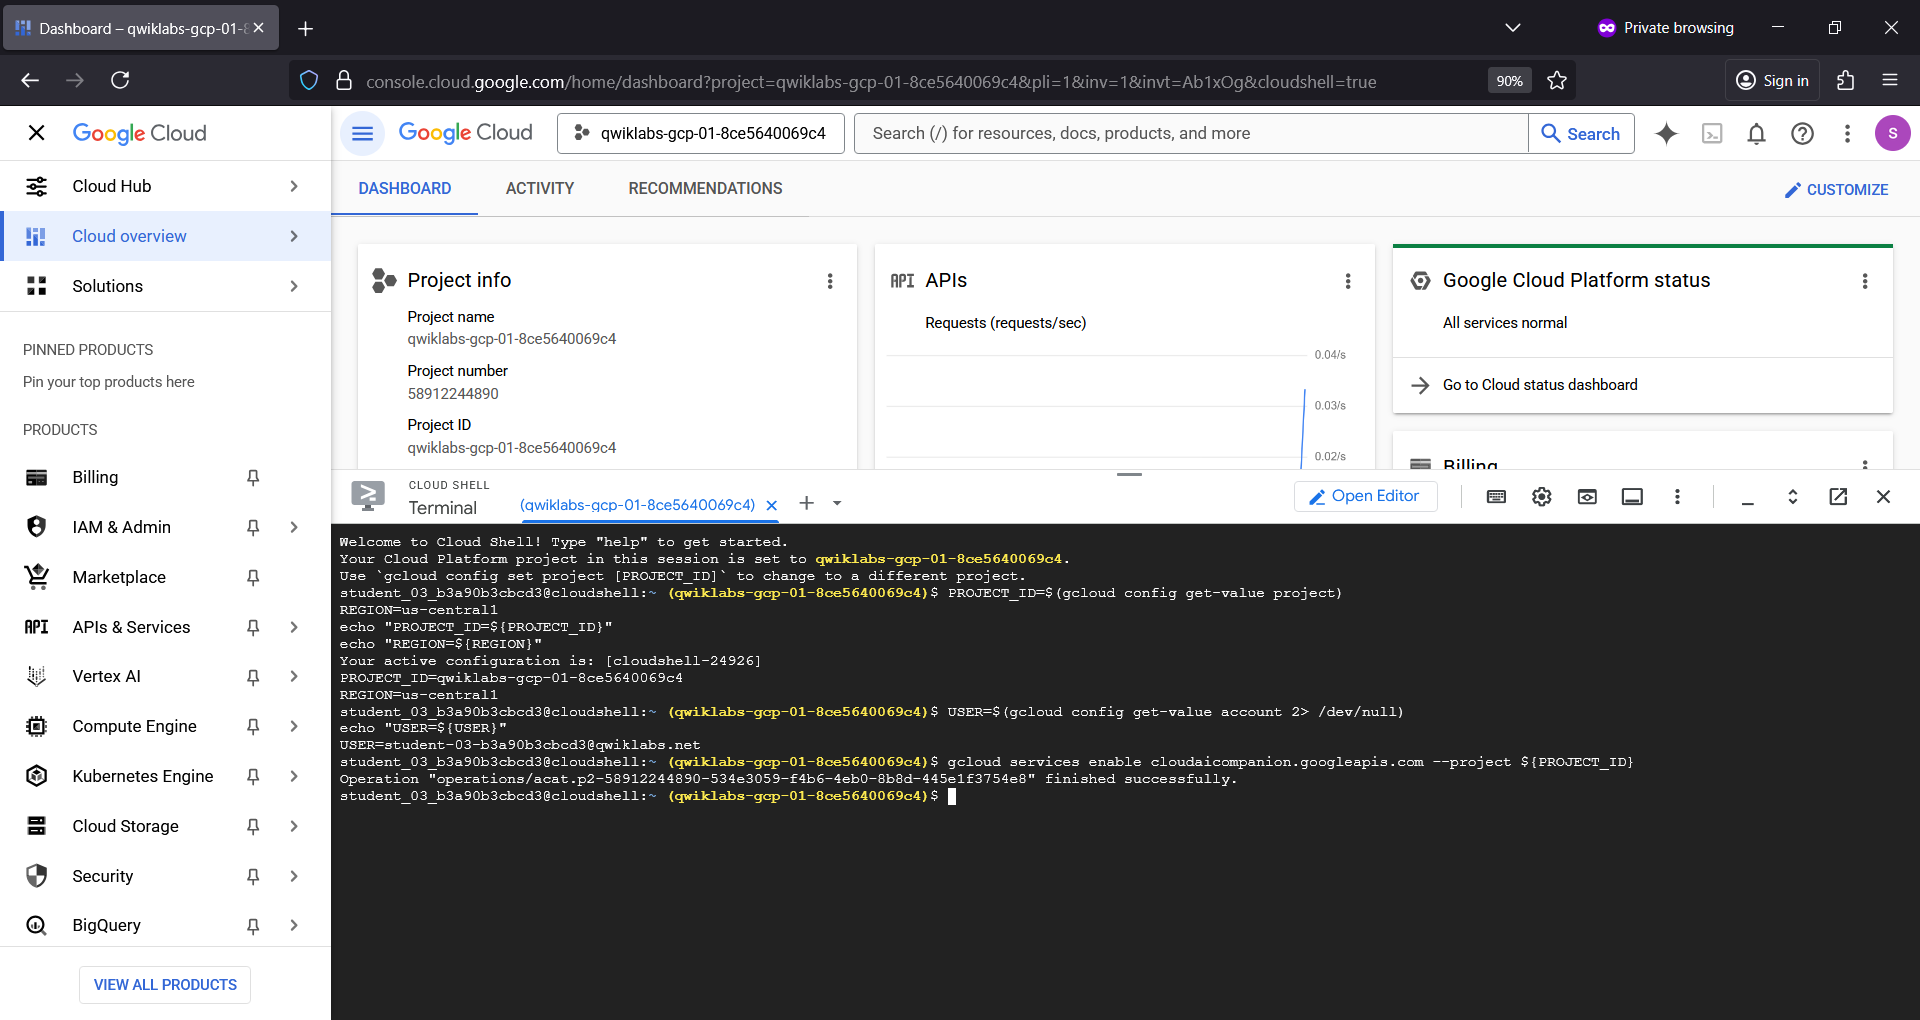 Dashboard – qwiklabs-gcp-01-8
Private browsing
console.cloud.google.com/home/dashboard?project=qwiklabs-gcp-01-8ce5640069c4&pli=1&inv=1&invt=Ab1xOg&cloudshell=true
90%
Sign in
Google Cloud
Cloud Hub
Cloud overview
Solutions
PINNED PRODUCTS
Pin your top products here
PRODUCTS
Billing
IAM & Admin
Marketplace
API APIs & Services
Vertex AI
Compute Engine
Kubernetes Engine
Cloud Storage
Security
BigQuery
VIEW ALL PRODUCTS
Google Cloud
qwiklabs-gcp-01-8ce5640069c4
Search (/) for resources, docs, products, and more
Search
S
DASHBOARD
ACTIVITY
RECOMMENDATIONS
CUSTOMIZE
Project info
Project name
qwiklabs-gcp-01-8ce5640069c4
Project number
58912244890
Project ID
qwiklabs-gcp-01-8ce5640069c4
API APIs
Requests (requests/sec)
0.04/s
0.03/s
0.02/s
Google Cloud Platform status
All services normal
Go to Cloud status dashboard
Billing
CLOUD SHELL
Terminal
(qwiklabs-gcp-01-8ce5640069c4)
Open Editor
Welcome to Cloud Shell! Type "help" to get started.
Your Cloud Platform project in this session is set to qwiklabs-gcp-01-8ce5640069c4.
Use `gcloud config set project [PROJECT_ID]` to change to a different project.
student_03_b3a90b3cbcd3@cloudshell:~ (qwiklabs-gcp-01-8ce5640069c4)$ PROJECT_ID=$(gcloud config get-value project)
REGION=us-central1
echo "PROJECT_ID=${PROJECT_ID}"
echo "REGION=${REGION}"
Your active configuration is: [cloudshell-24926]
PROJECT_ID=qwiklabs-gcp-01-8ce5640069c4
REGION=us-central1
student_03_b3a90b3cbcd3@cloudshell:~ (qwiklabs-gcp-01-8ce5640069c4)$ USER=$(gcloud config get-value account 2> /dev/null)
echo "USER=${USER}"
USER=student-03-b3a90b3cbcd3@qwiklabs.net
student_03_b3a90b3cbcd3@cloudshell:~ (qwiklabs-gcp-01-8ce5640069c4)$ gcloud services enable cloudaicompanion.googleapis.com --project ${PROJECT_ID}
Operation "operations/acat.p2-58912244890-534e3059-f4b6-4eb0-8b8d-445e1f3754e8" finished successfully.
student_03_b3a90b3cbcd3@cloudshell:~ (qwiklabs-gcp-01-8ce5640069c4)$